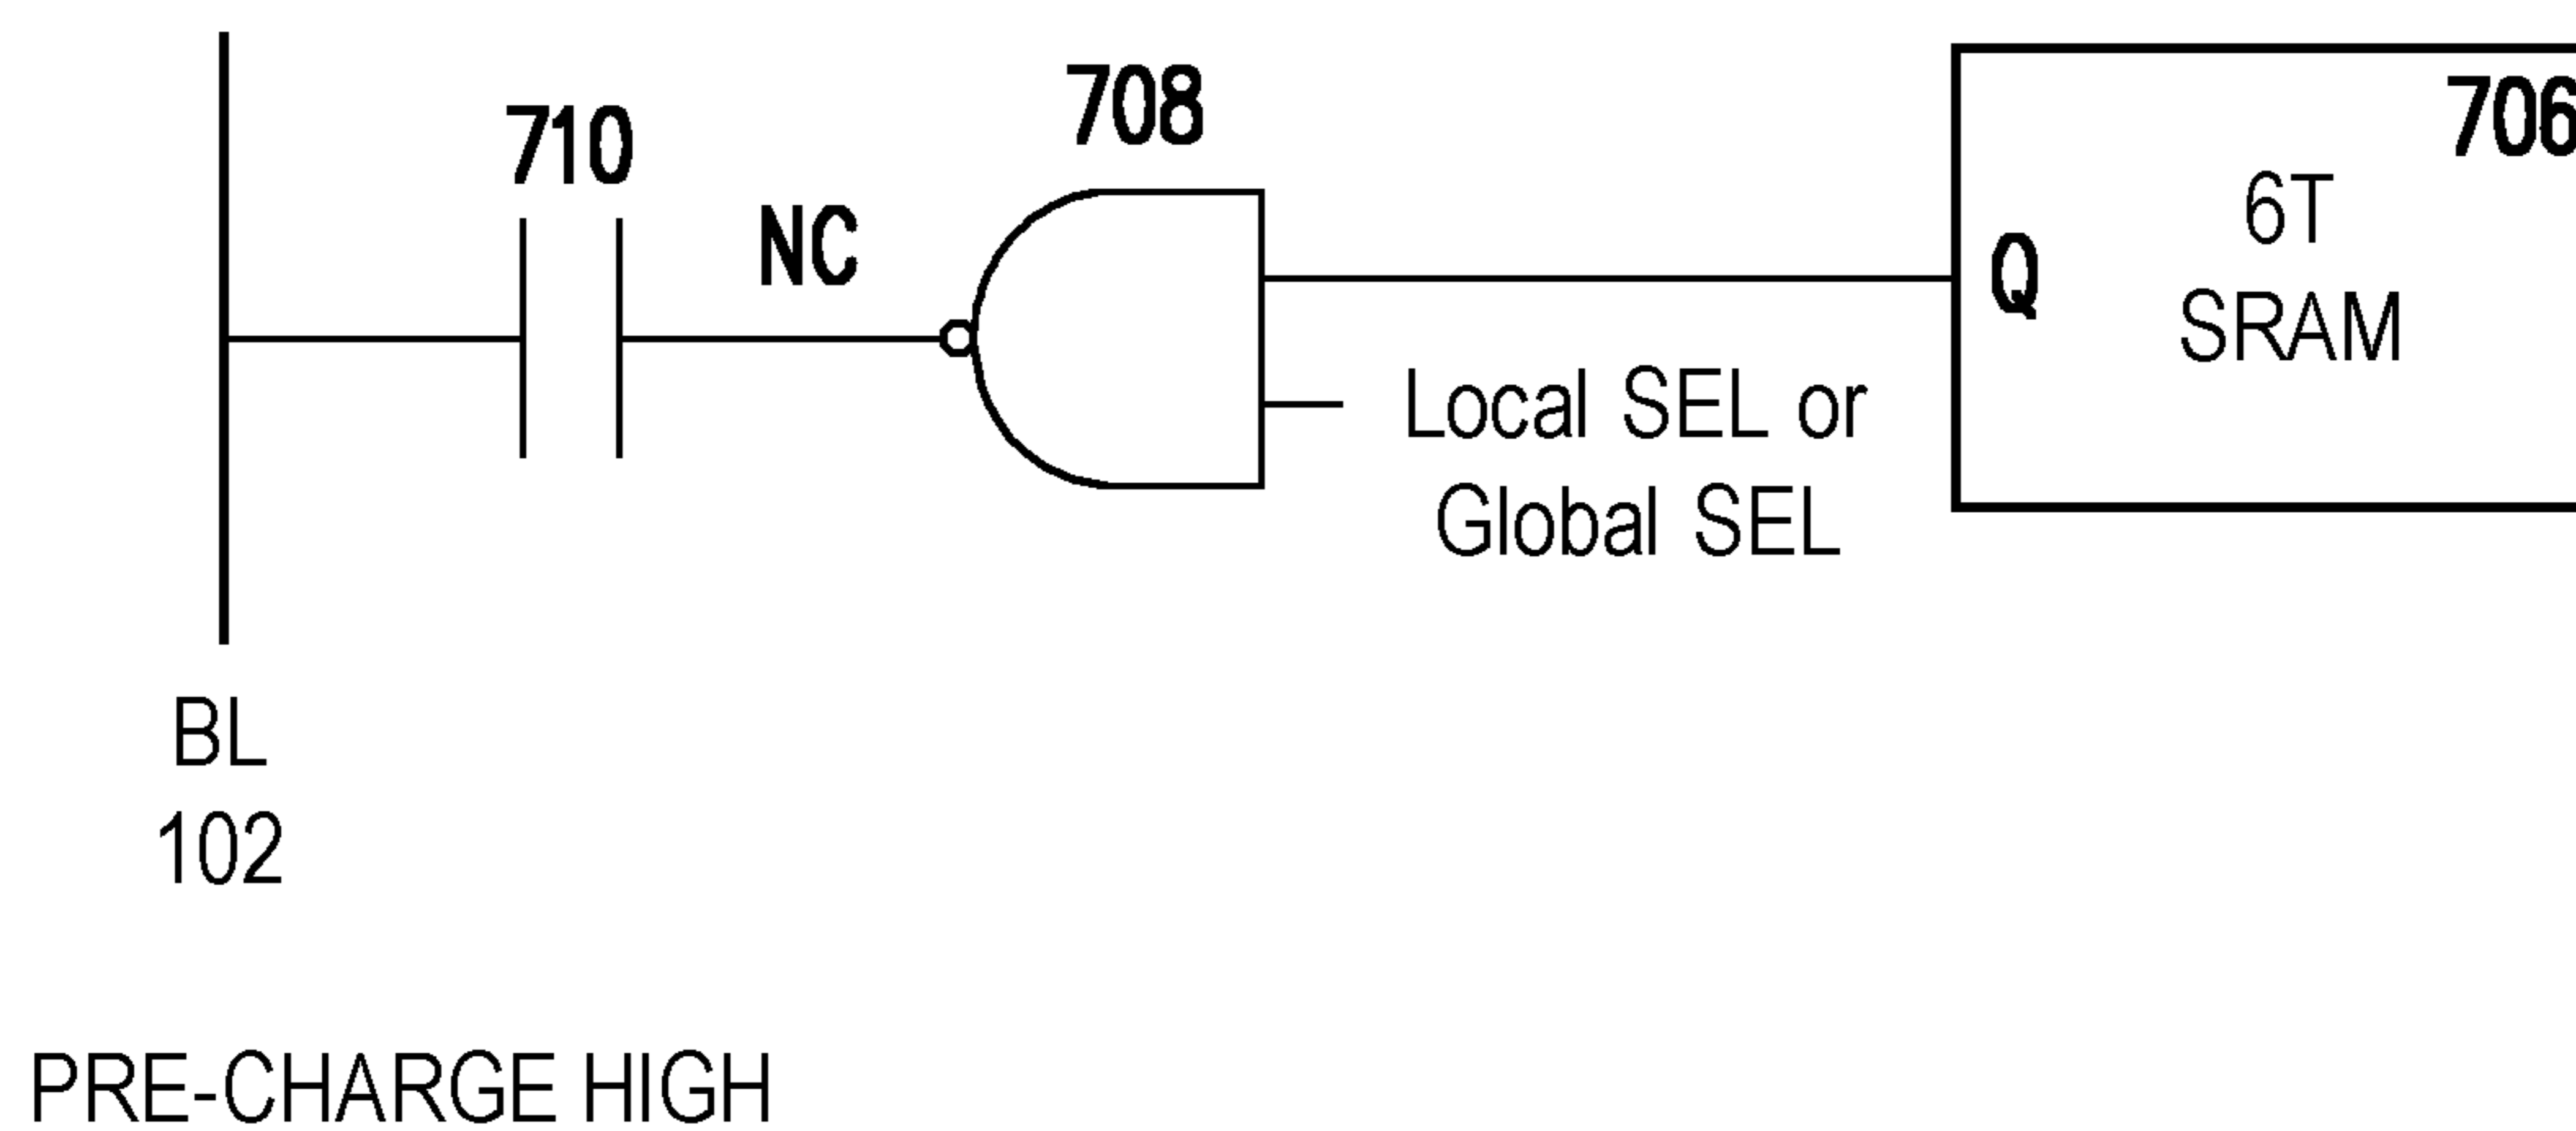 710
708
706
NC
Q
6T
SRAM
Local SEL or
Global SEL
BL
102
PRE-CHARGE HIGH